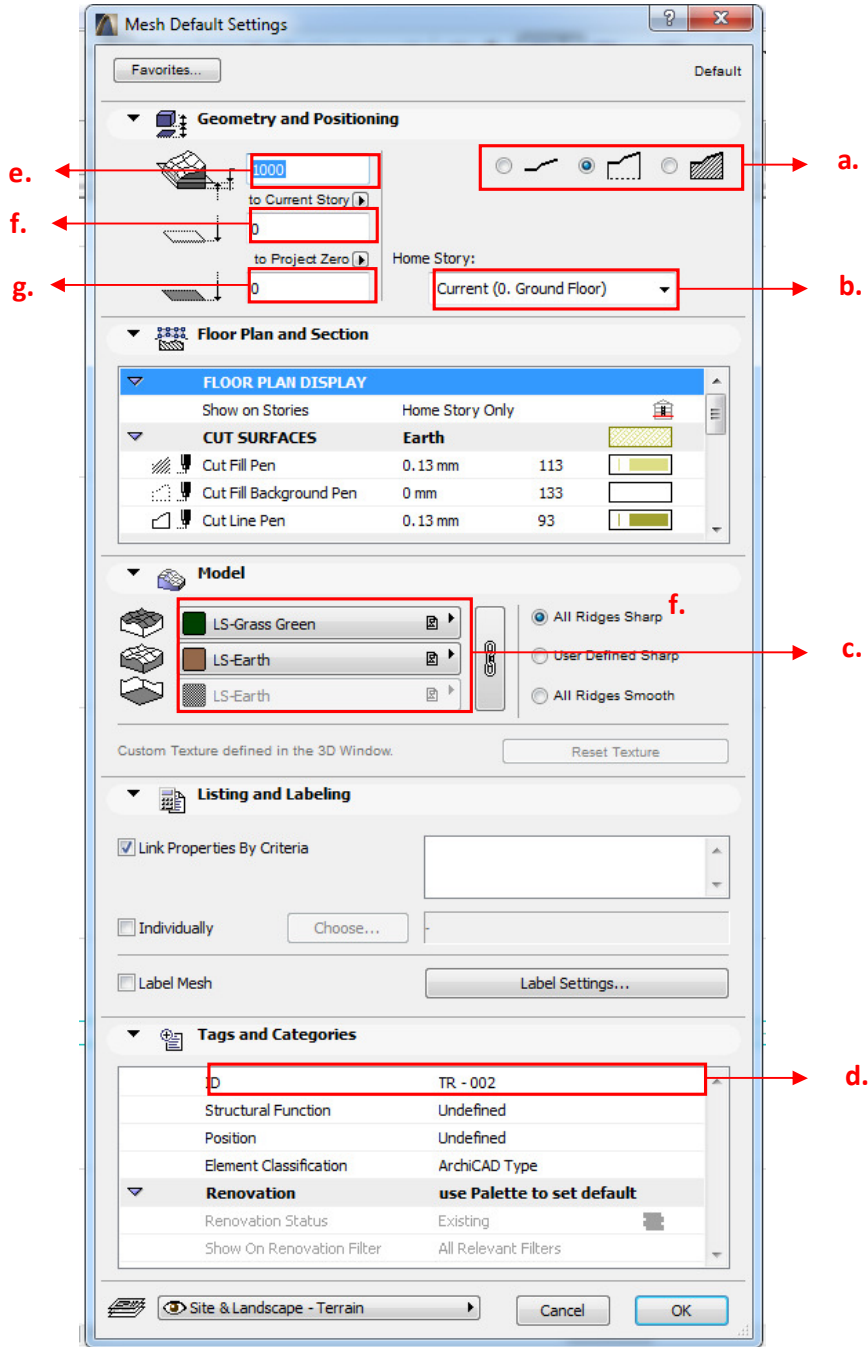 Mesh Default Settings
Favorites...
Default
Geometry and Positioning
e.
1000
a.
to Current Story
f.
0
to Project Zero
Home Story:
g.
0
Current (0. Ground Floor)
b.
Floor Plan and Section
FLOOR PLAN DISPLAY
Show on Stories Home Story Only
CUT SURFACES Earth
Cut Fill Pen 0.13 mm 113
Cut Fill Background Pen 0 mm 133
Cut Line Pen 0.13 mm 93
Model
LS-Grass Green
All Ridges Sharp
f.
LS-Earth
User Defined Sharp
c.
LS-Earth
All Ridges Smooth
Custom Texture defined in the 3D Window.
Reset Texture
Listing and Labeling
Link Properties By Criteria
Individually
Choose...
-
Label Mesh
Label Settings...
Tags and Categories
ID TR - 002
d.
Structural Function Undefined
Position Undefined
Element Classification ArchiCAD Type
Renovation use Palette to set default
Renovation Status Existing
Show On Renovation Filter All Relevant Filters
Site & Landscape - Terrain
Cancel
OK